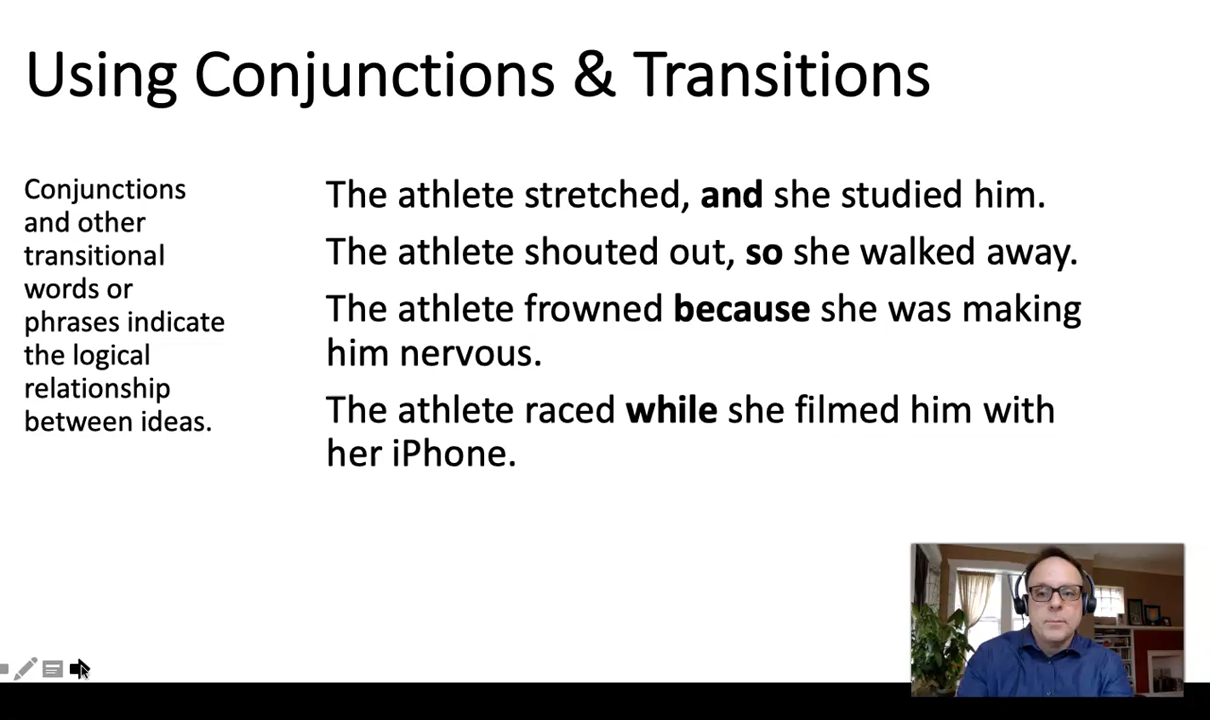 Using Conjunctions & Transitions
Conjunctions
and other
transitional
words or
phrases indicate
the logical
relationship
between ideas.
The athlete stretched, and she studied him.
The athlete shouted out, so she walked away.
The athlete frowned because she was making
him nervous.
The athlete raced while she filmed him with
her iPhone.